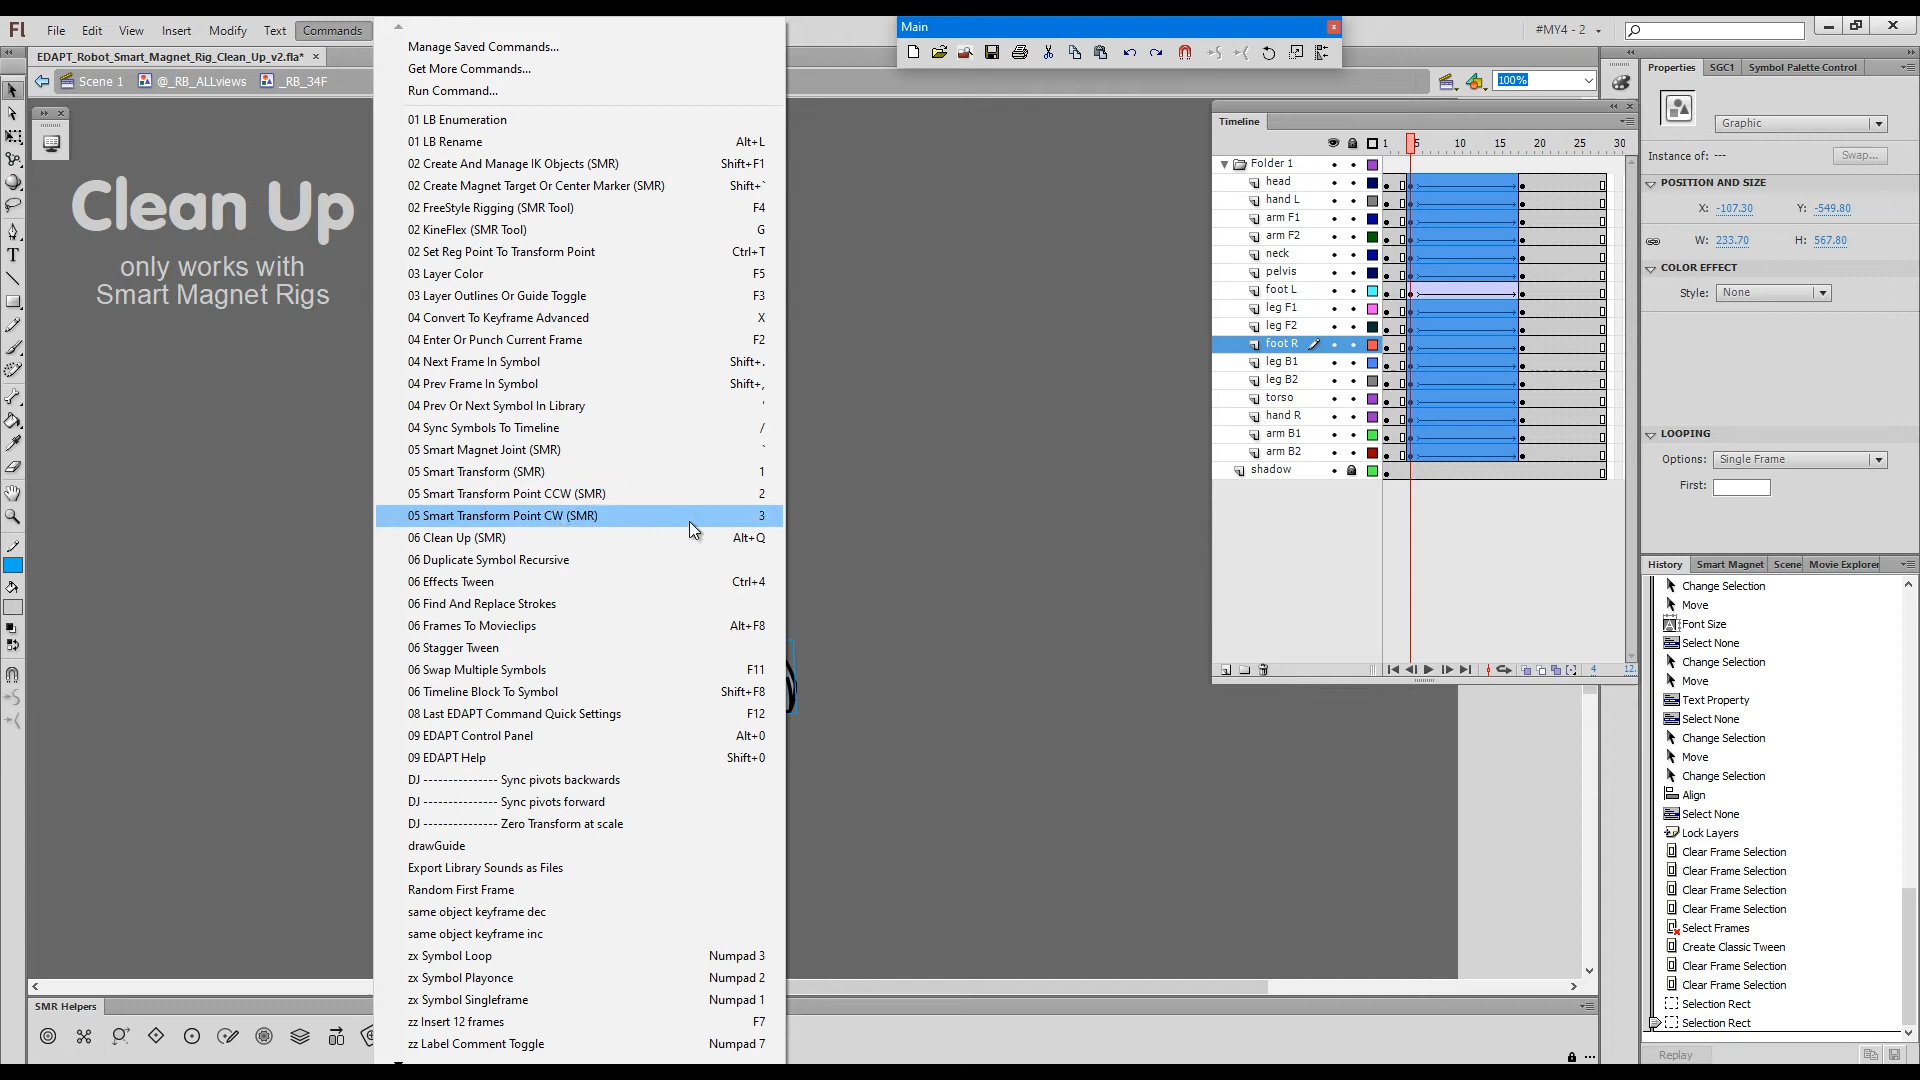 Fl File Edit View Insert Modify Text Commands
#MY4 - 2
Main
EDAPT_Robot_Smart_Magnet_Rig_Clean_Up_v2.fla* ×
Scene 1 @_RB_ALLviews _RB_34F
100%
Clean Up
only works with
Smart Magnet Rigs
Manage Saved Commands...
Get More Commands...
Run Command...
01 LB Enumeration
01 LB Rename Alt+L
02 Create And Manage IK Objects (SMR) Shift+F1
02 Create Magnet Target Or Center Marker (SMR) Shift+`
02 FreeStyle Rigging (SMR Tool) F4
02 KineFlex (SMR Tool) G
02 Set Reg Point To Transform Point Ctrl+T
03 Layer Color F5
03 Layer Outlines Or Guide Toggle F3
04 Convert To Keyframe Advanced X
04 Enter Or Punch Current Frame F2
04 Next Frame In Symbol Shift+.
04 Prev Frame In Symbol Shift+,
04 Prev Or Next Symbol In Library '
04 Sync Symbols To Timeline /
05 Smart Magnet Joint (SMR) `
05 Smart Transform (SMR) 1
05 Smart Transform Point CCW (SMR) 2
05 Smart Transform Point CW (SMR) 3
06 Clean Up (SMR) Alt+Q
06 Duplicate Symbol Recursive
06 Effects Tween Ctrl+4
06 Find And Replace Strokes
06 Frames To Movieclips Alt+F8
06 Stagger Tween
06 Swap Multiple Symbols F11
06 Timeline Block To Symbol Shift+F8
08 Last EDAPT Command Quick Settings F12
09 EDAPT Control Panel Alt+0
09 EDAPT Help Shift+0
DJ --------------- Sync pivots backwards
DJ --------------- Sync pivots forward
DJ --------------- Zero Transform at scale
drawGuide
Export Library Sounds as Files
Random First Frame
same object keyframe dec
same object keyframe inc
zx Symbol Loop Numpad 3
zx Symbol Playonce Numpad 2
zx Symbol Singleframe Numpad 1
zz Insert 12 frames F7
zz Label Comment Toggle Numpad 7
SMR Helpers
Timeline
1 5 10 15 20 25 30
Folder 1
head
hand L
arm F1
arm F2
neck
pelvis
foot L
leg F1
leg F2
foot R
leg B1
leg B2
torso
hand R
arm B1
arm B2
shadow
4 12.
Properties SGC1 Symbol Palette Control
Graphic
Instance of: --- Swap...
POSITION AND SIZE
X: -107.30 Y: -549.80
W: 233.70 H: 567.80
COLOR EFFECT
Style: None
LOOPING
Options: Single Frame
First:
History Smart Magnet Scene Movie Explorer
Change Selection
Move
Font Size
Select None
Change Selection
Move
Text Property
Select None
Change Selection
Move
Change Selection
Align
Select None
Lock Layers
Clear Frame Selection
Clear Frame Selection
Clear Frame Selection
Clear Frame Selection
Select Frames
Create Classic Tween
Clear Frame Selection
Clear Frame Selection
Selection Rect
Selection Rect
Replay